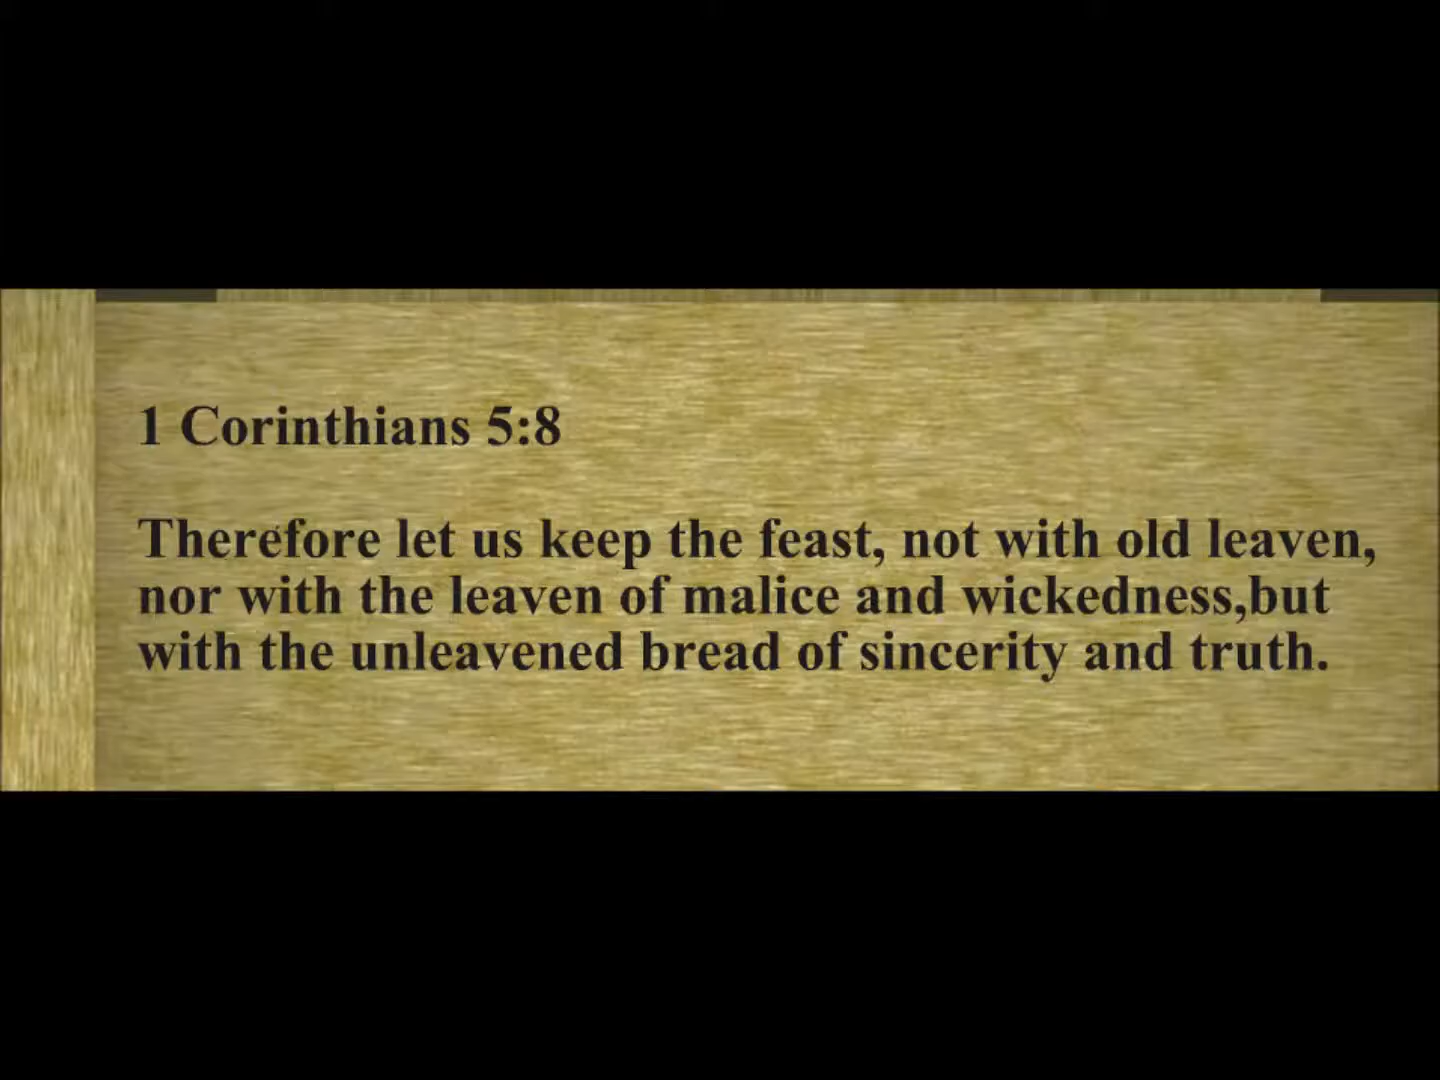 1 Corinthians 5:8
Therefore let us keep the feast, not with old leaven,
nor with the leaven of malice and wickedness,but
with the unleavened bread of sincerity and truth.